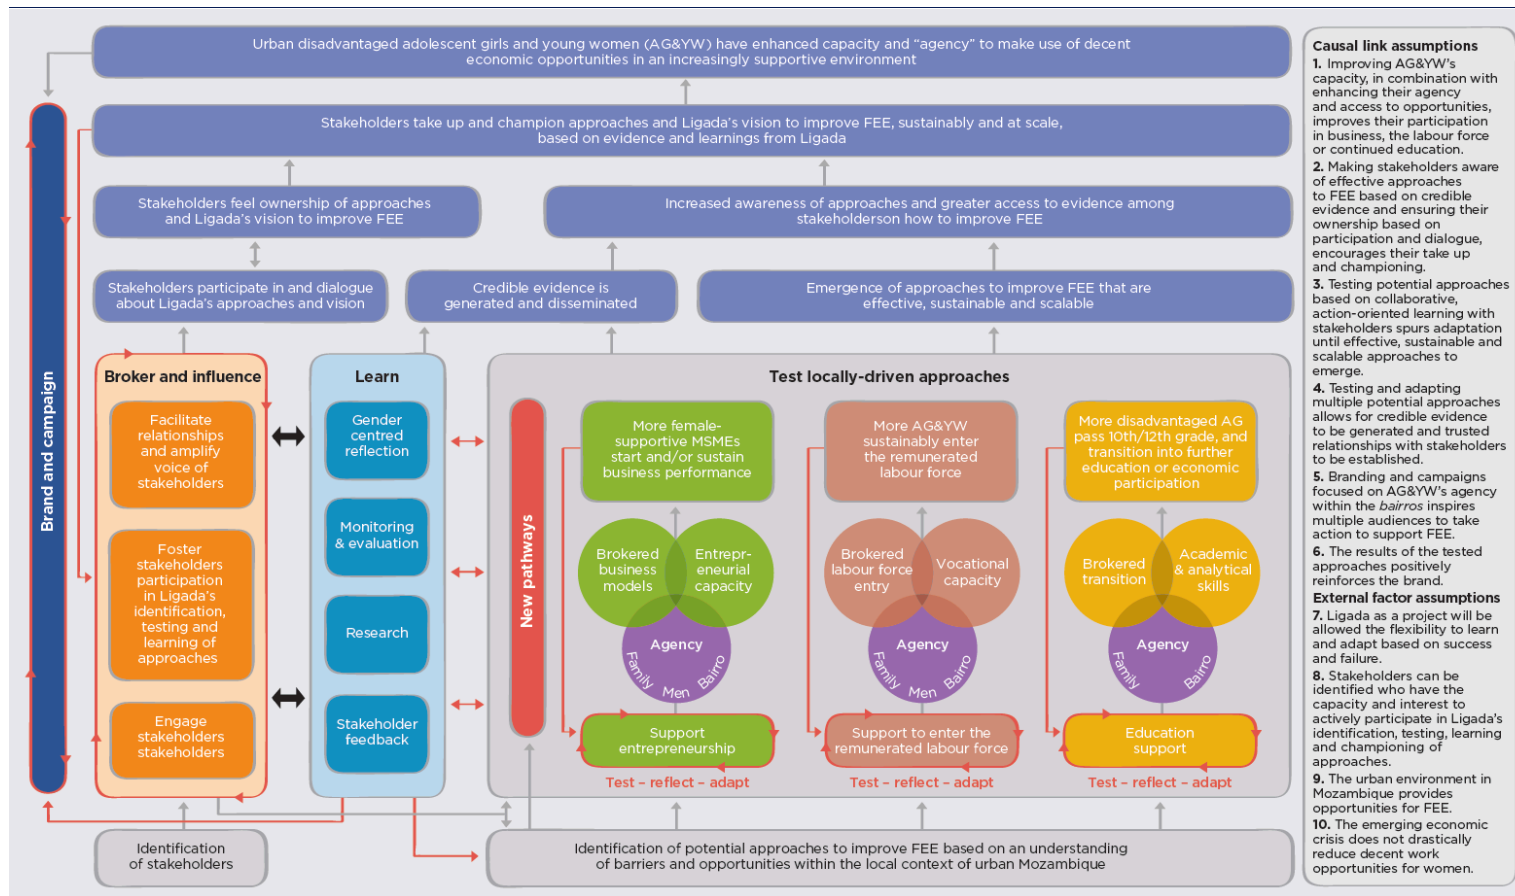 Urban disadvantaged adolescent girls and young women (AG&YW) have enhanced capacity and “agency” to make use of decent
economic opportunities in an increasingly supportive environment
Stakeholders take up and champion approaches and Ligada’s vision to improve FEE, sustainably and at scale,
based on evidence and learnings from Ligada
Stakeholders feel ownership of approaches
and Ligada’s vision to improve FEE
Increased awareness of approaches and greater access to evidence among
stakeholderson how to improve FEE
Stakeholders participate in and dialogue
about Ligada’s approaches and vision
Credible evidence is
generated and disseminated
Emergence of approaches to improve FEE that are
effective, sustainable and scalable
Brand and campaign
Broker and influence
Facilitate
relationships
and amplify
voice of
stakeholders
Foster
stakeholders
participation
in Ligada’s
identification,
testing and
learning of
approaches
Engage
stakeholders
stakeholders
Learn
Gender
centred
reflection
Monitoring
& evaluation
Research
Stakeholder
feedback
Test locally-driven approaches
New pathways
More female-
supportive MSMEs
start and/or sustain
business performance
Brokered
business
models
Entrepr-
eneurial
capacity
Agency
Family
Men
Bairro
Support
entrepreneurship
Test – reflect – adapt
More AG&YW
sustainably enter
the remunerated
labour force
Brokered
labour force
entry
Vocational
capacity
Agency
Family
Men
Bairro
Support to enter the
remunerated labour force
Test – reflect – adapt
More disadvantaged AG
pass 10th/12th grade, and
transition into further
education or economic
participation
Brokered
transition
Academic
& analytical
skills
Agency
Family
Bairro
Education
support
Test – reflect – adapt
Identification
of stakeholders
Identification of potential approaches to improve FEE based on an understanding
of barriers and opportunities within the local context of urban Mozambique
Causal link assumptions
1. Improving AG&YW’s
capacity, in combination with
enhancing their agency
and access to opportunities,
improves their participation
in business, the labour force
or continued education.
2. Making stakeholders aware
of effective approaches
to FEE based on credible
evidence and ensuring their
ownership based on
participation and dialogue,
encourages their take up
and championing.
3. Testing potential approaches
based on collaborative,
action-oriented learning with
stakeholders spurs adaptation
until effective, sustainable and
scalable approaches to
emerge.
4. Testing and adapting
multiple potential approaches
allows for credible evidence
to be generated and trusted
relationships with stakeholders
to be established.
5. Branding and campaigns
focused on AG&YW’s agency
within the bairros inspires
multiple audiences to take
action to support FEE.
6. The results of the tested
approaches positively
reinforces the brand.
External factor assumptions
7. Ligada as a project will be
allowed the flexibility to learn
and adapt based on success
and failure.
8. Stakeholders can be
identified who have the
capacity and interest to
actively participate in Ligada’s
identification, testing, learning
and championing of
approaches.
9. The urban environment in
Mozambique provides
opportunities for FEE.
10. The emerging economic
crisis does not drastically
reduce decent work
opportunities for women.